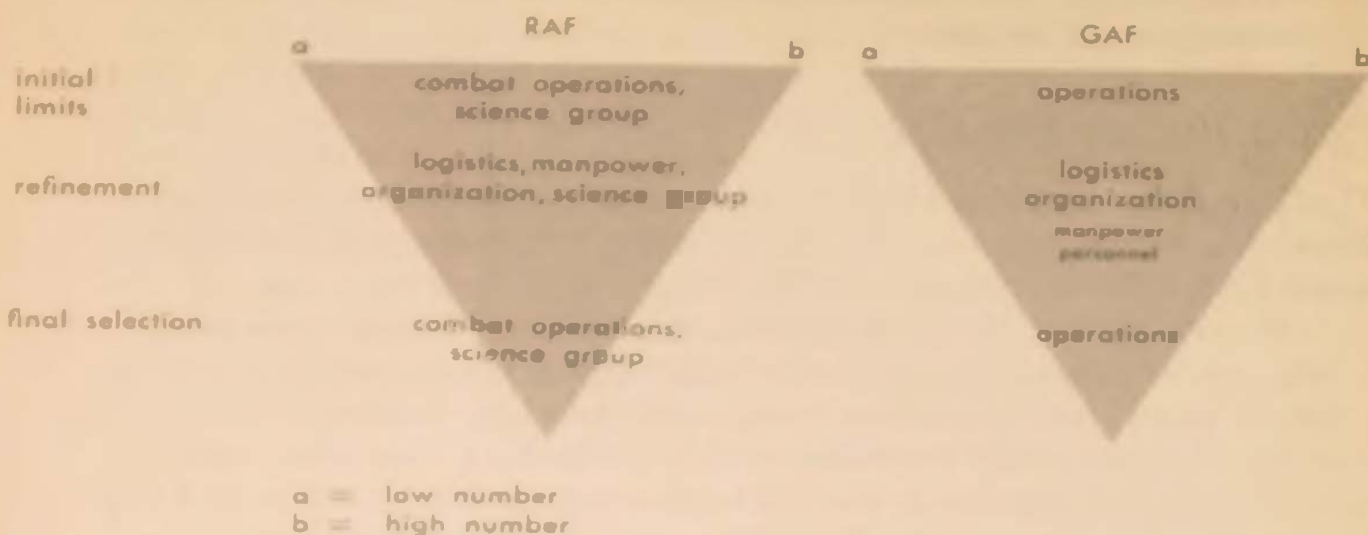 RAF
GAF
a
b
a
b
initial
limits
combat operations,
science group
operations
refinement
logistics, manpower,
organization, science group
logistics
organization
manpower
personnel
final selection
combat operations,
science group
operations
a = low number
b = high number